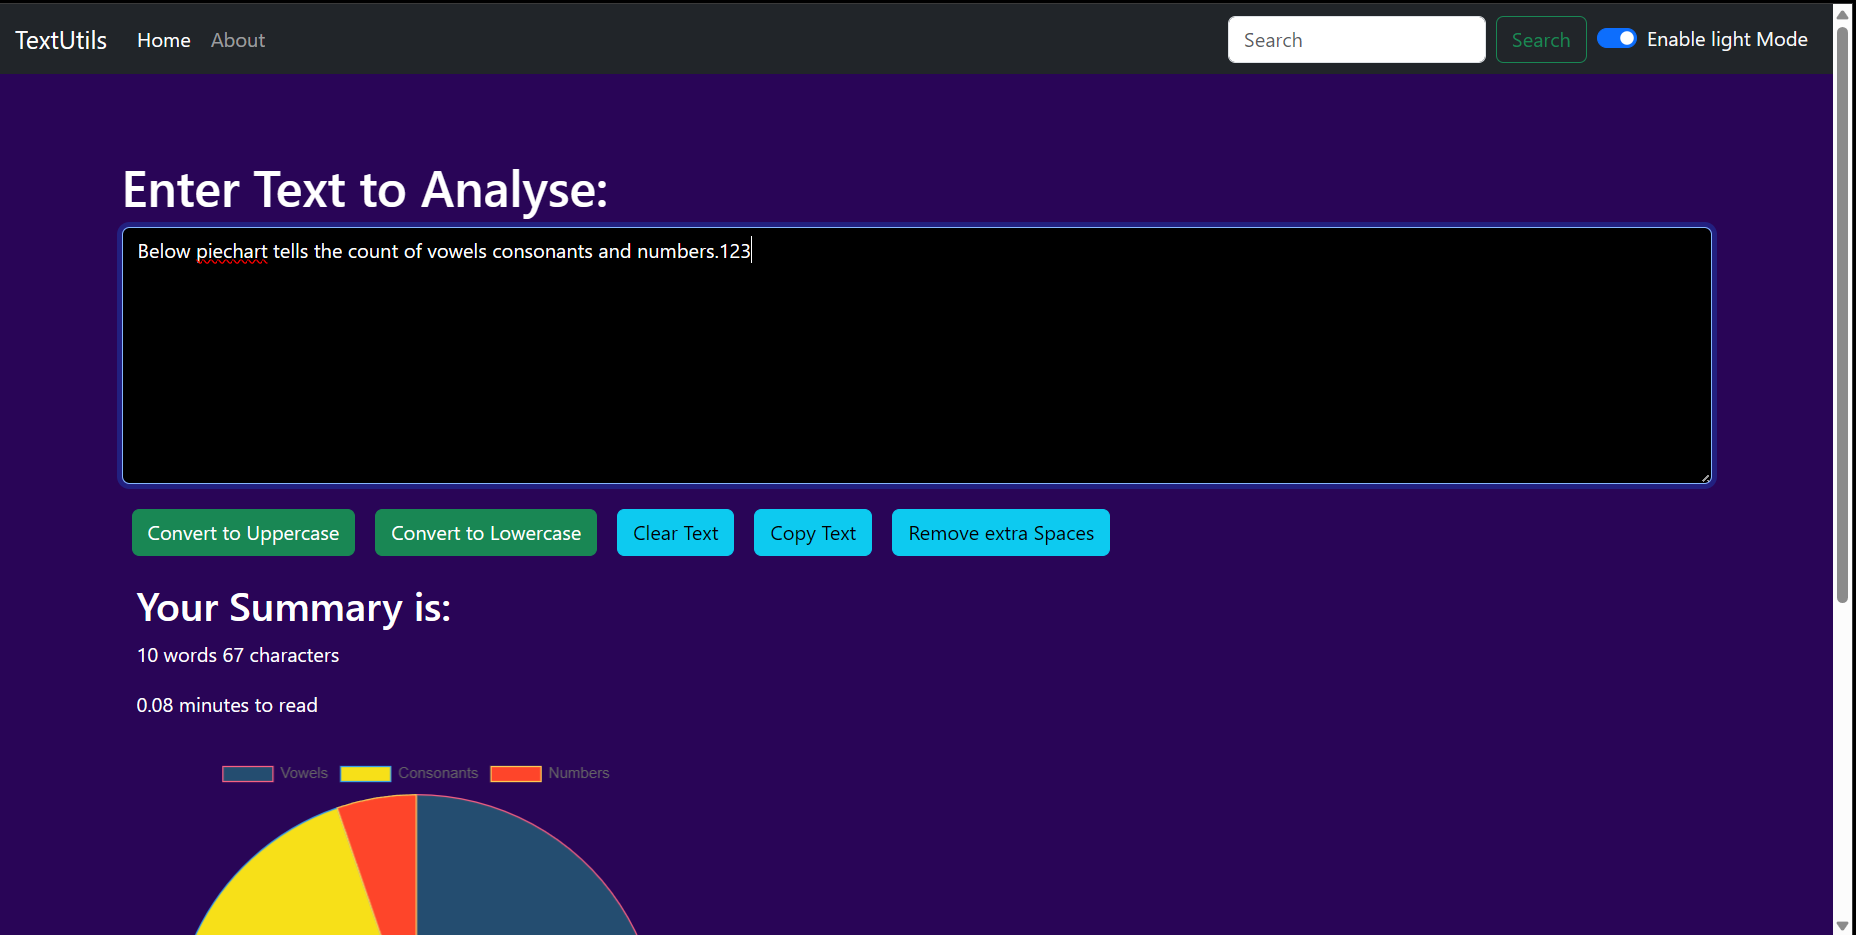 TextUtils Home About Search Search Enable light Mode
Enter Text to Analyse:
Below piechart tells the count of vowels consonants and numbers.123
Convert to Uppercase Convert to Lowercase Clear Text Copy Text Remove extra Spaces
Your Summary is:
10 words 67 characters
0.08 minutes to read
Vowels Consonants Numbers